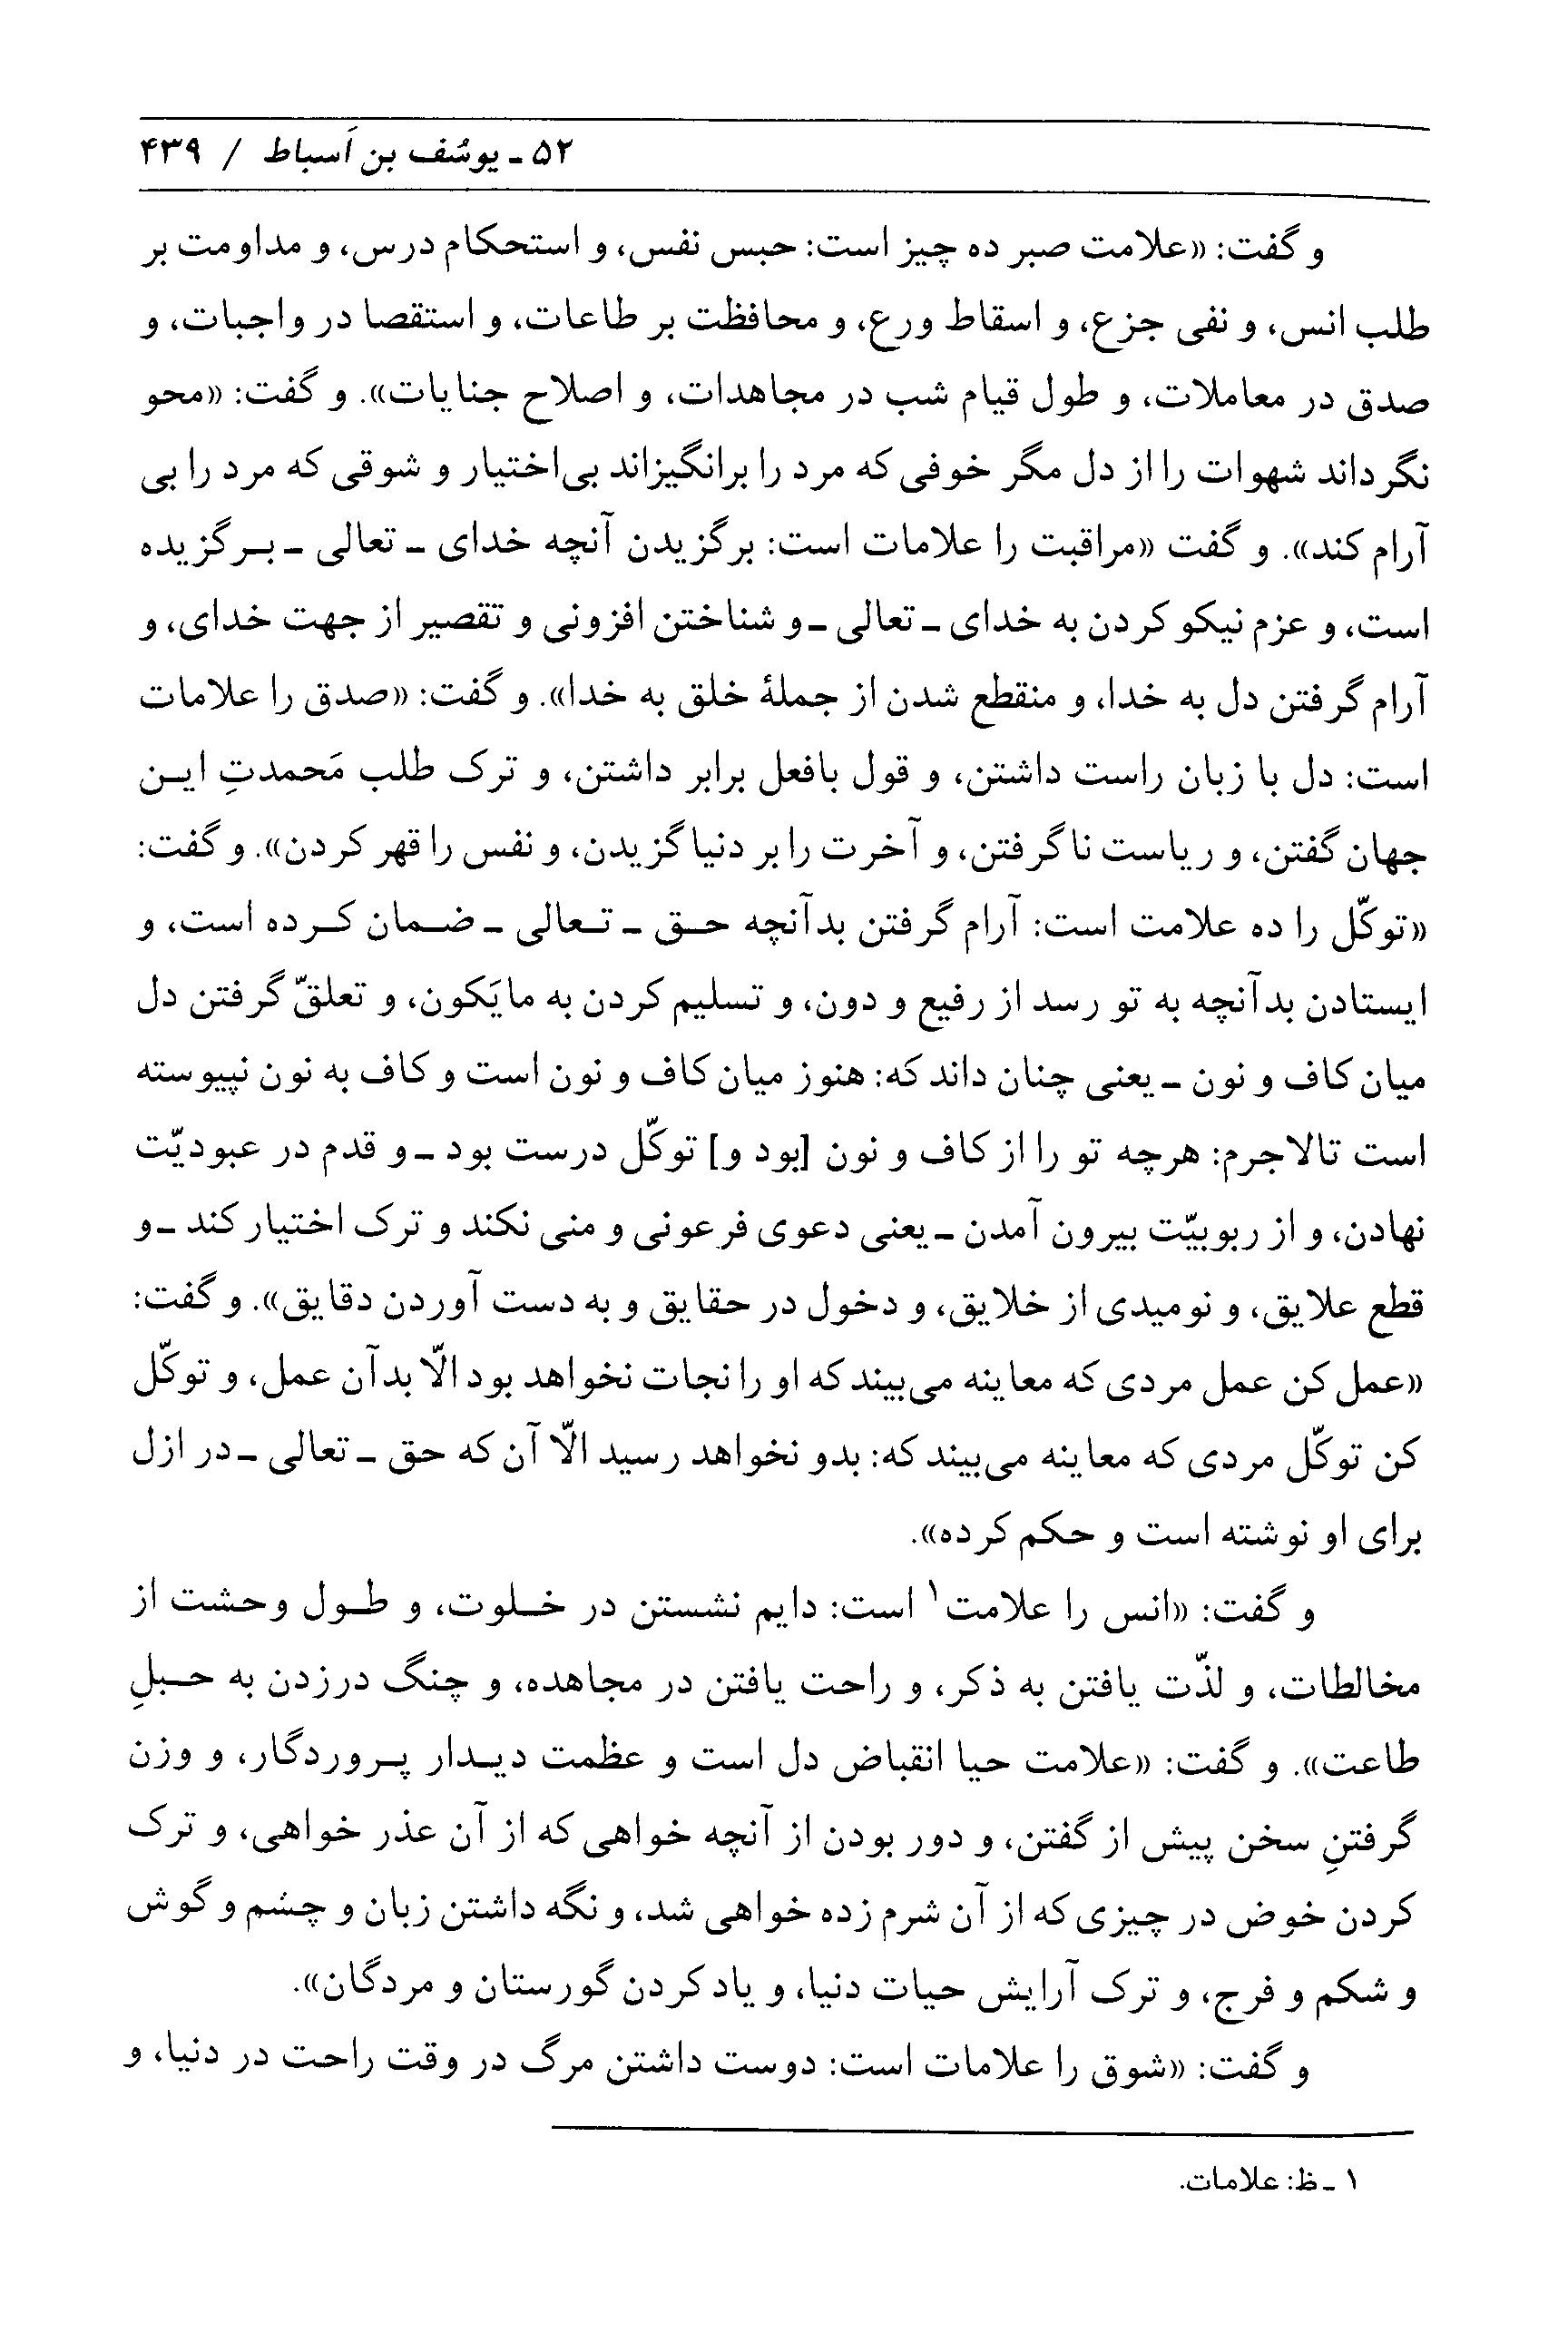 ۵۲ ـ یوسُف بن اَسباط / ۴۳۹
و گفت: «علامت صبر ده چیز است: حبس نفس، و استحکام درس، و مداومت بر
طلب انس، و نفی جزع، و اسقاط ورع، و محافظت بر طاعات، و استقصا در واجبات، و
صدق در معاملات، و طول قیام شب در مجاهدات، و اصلاح جنایات». و گفت: «محو
نگرداند شهوات را از دل مگر خوفی که مرد را برانگیزاند بی‌اختیار و شوقی که مرد را بی
آرام کند». و گفت «مراقبت را علامات است: برگزیدن آنچه خدای ـ تعالی ـ برگزیده
است، و عزم نیکو کردن به خدای ـ تعالی ـ و شناختن افزونی و تقصیر از جهت خدای، و
آرام گرفتن دل به خدا، و منقطع شدن از جملهٔ خلق به خدا». و گفت: «صدق را علامات
است: دل با زبان راست داشتن، و قول بافعل برابر داشتن، و ترک طلب مَحمدتِ این
جهان گفتن، و ریاست ناگرفتن، و آخرت را بر دنیا گزیدن، و نفس را قهر کردن». و گفت:
«توکّل را ده علامت است: آرام گرفتن بدآنچه حق ـ تعالی ـ ضمان کرده است، و
ایستادن بدآنچه به تو رسد از رفیع و دون، و تسلیم کردن به مایَکون، و تعلقّ گرفتن دل
میان کاف و نون ـ یعنی چنان داند که: هنوز میان کاف و نون است و کاف به نون نپیوسته
است تالاجرم: هرچه تو را از کاف و نون [بود و] توکّل درست بود ـ و قدم در عبودیّت
نهادن، و از ربوبیّت بیرون آمدن ـ یعنی دعوی فرعونی و منی نکند و ترک اختیار کند ـ و
قطع علایق، و نومیدی از خلایق، و دخول در حقایق و به دست آوردن دقایق». و گفت:
«عمل کن عمل مردی که معاینه می‌بیند که او را نجات نخواهد بود الّا بدآن عمل، و توکّل
کن توکّل مردی که معاینه می‌بیند که: بدو نخواهد رسید الّا آن که حق ـ تعالی ـ در ازل
برای او نوشته است و حکم کرده».
و گفت: «انس را علامت۱ است: دایم نشستن در خلوت، و طول وحشت از
مخالطات، و لذّت یافتن به ذکر، و راحت یافتن در مجاهده، و چنگ درزدن به حبلِ
طاعت». و گفت: «علامت حیا انقباض دل است و عظمت دیدار پروردگار، و وزن
گرفتنِ سخن پیش از گفتن، و دور بودن از آنچه خواهی که از آن عذر خواهی، و ترک
کردن خوض در چیزی که از آن شرم زده خواهی شد، و نگه داشتن زبان و چشم و گوش
و شکم و فرج، و ترک آرایش حیات دنیا، و یاد کردن گورستان و مردگان».
و گفت: «شوق را علامات است: دوست داشتن مرگ در وقت راحت در دنیا، و
۱ ـ ظ: علامات.